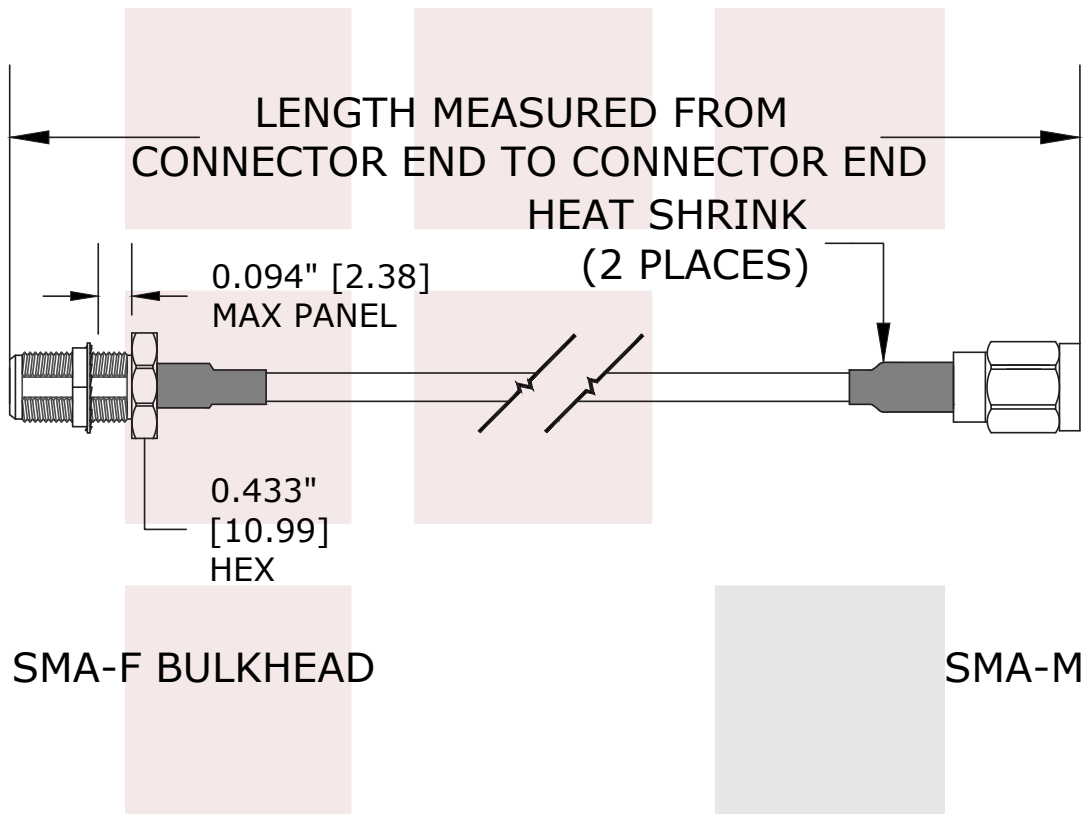 LENGTH MEASURED FROM
CONNECTOR END TO CONNECTOR END
HEAT SHRINK
(2 PLACES)
0.094" [2.38]
MAX PANEL
0.433"
[10.99]
HEX
SMA-F BULKHEAD
SMA-M